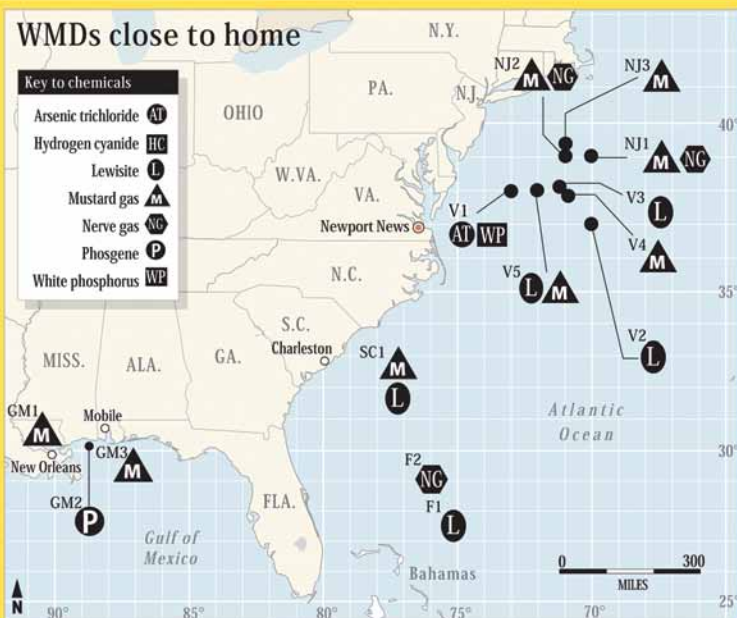 WMDs close to home
Key to chemicals
Arsenic trichloride AT
Hydrogen cyanide HC
Lewisite L
Mustard gas M
Nerve gas NG
Phosgene P
White phosphorus WP
N.Y.
PA.
N.J.
OHIO
W.VA.
VA.
Newport News
N.C.
S.C.
Charleston
MISS.
ALA.
GA.
FLA.
Mobile
New Orleans
NJ2 M NG
NJ3 M
NJ1 M NG
V1 AT WP
V3 L
V4 M
V5 L M
V2 L
SC1 M L
GM1 M
GM3 M
GM2 P
F2 NG
F1 L
Atlantic
Ocean
Gulf of
Mexico
Bahamas
0 300
MILES
N
40°
35°
30°
25°
90°
85°
80°
75°
70°